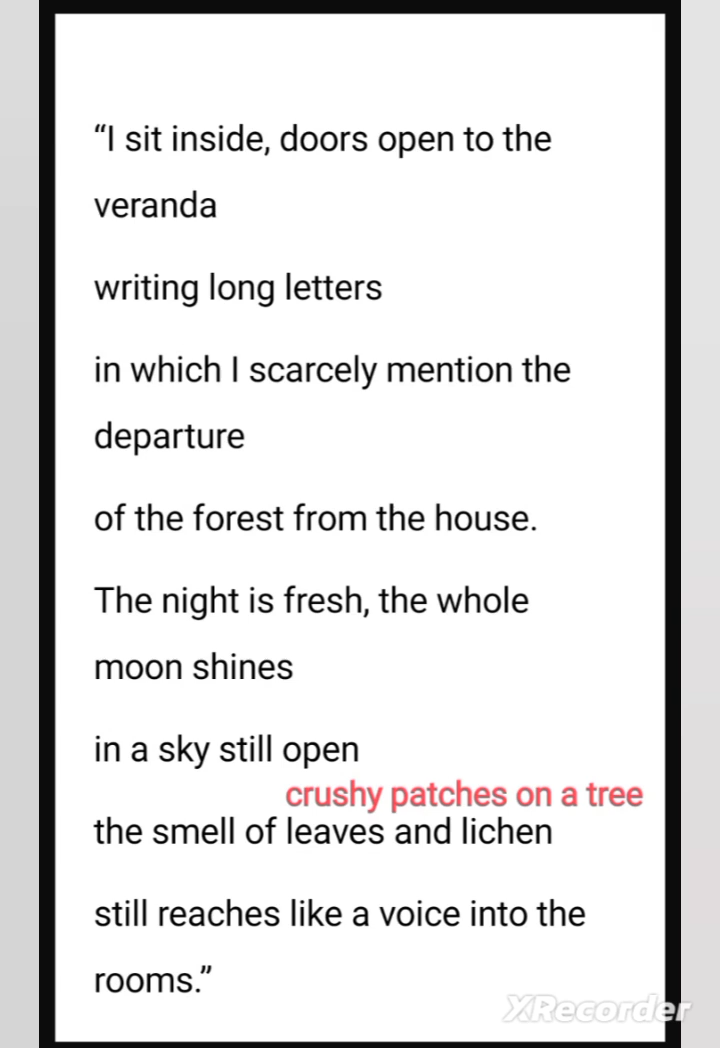 “I sit inside, doors open to the
veranda
writing long letters
in which I scarcely mention the
departure
of the forest from the house.
The night is fresh, the whole
moon shines
in a sky still open
crushy patches on a tree
the smell of leaves and lichen
still reaches like a voice into the
rooms.”
XRecorder